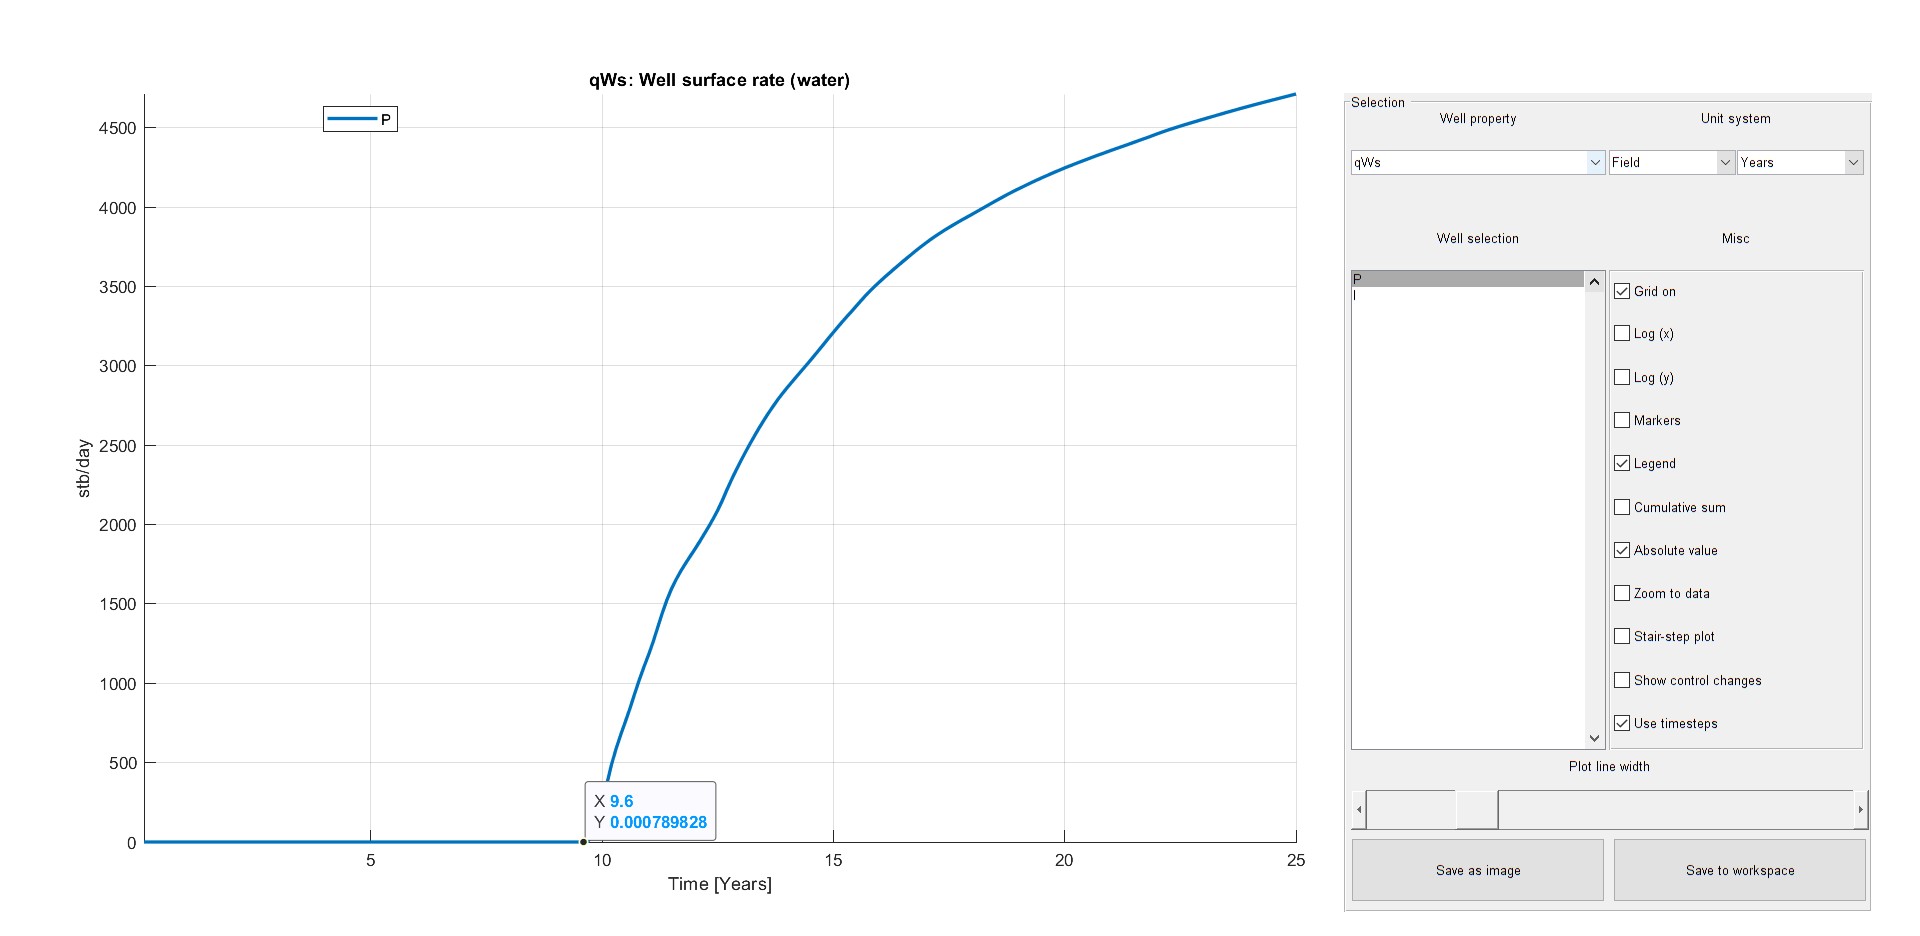 qWs: Well surface rate (water)
P
4500
4000
3500
3000
2500
2000
1500
1000
500
0
stb/day
X 9.6
Y 0.000789828
5
10
15
20
25
Time [Years]
Selection
Well property
Unit system
qWs
Field
Years
Well selection
Misc
P
I
Grid on
Log (x)
Log (y)
Markers
Legend
Cumulative sum
Absolute value
Zoom to data
Stair-step plot
Show control changes
Use timesteps
Plot line width
Save as image
Save to workspace